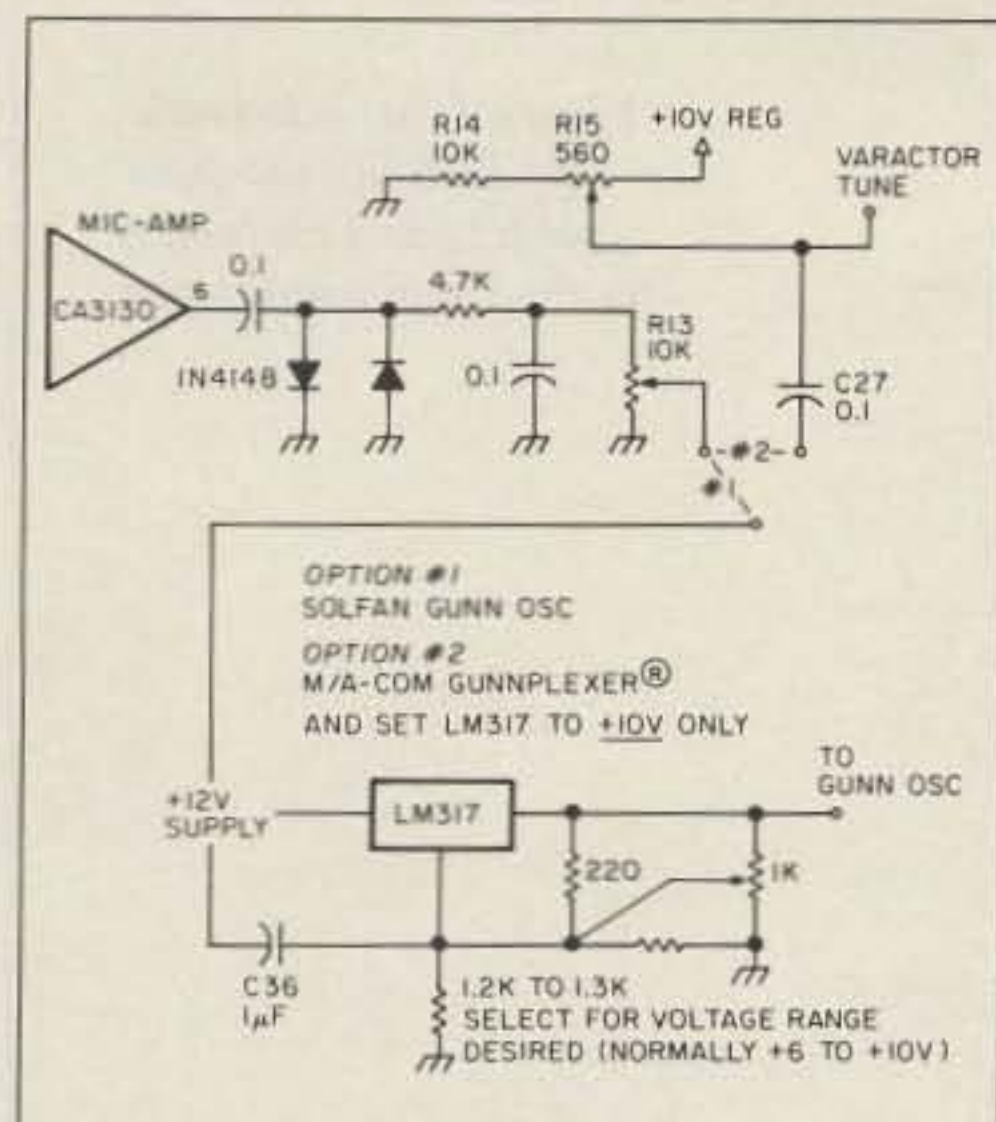 R14
10K
R15
560
+10V REG
VARACTOR
TUNE
MIC-AMP
CA3130
6
0.1
4.7K
R13
10K
1N4148
0.1
C27
0.1
#2
#1
OPTION #1
SOLFAN GUNN OSC
OPTION #2
M/A-COM GUNNPLEXER®
AND SET LM317 TO +10V ONLY
TO
GUNN OSC
+12V
SUPPLY
LM317
220
1K
C36
1µF
1.2K TO 1.3K
SELECT FOR VOLTAGE RANGE
DESIRED (NORMALLY +6 TO +10V)